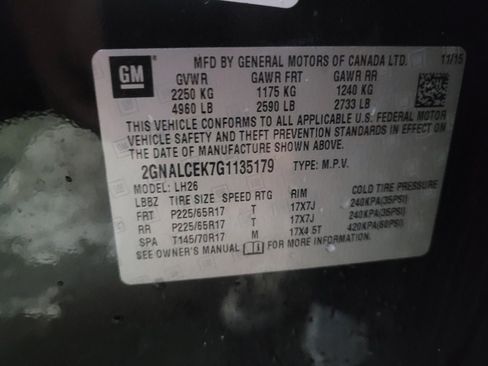 GM
MFD BY GENERAL MOTORS OF CANADA LTD. 11/15
GVWR GAWR FRT GAWR RR
2250 KG 1175 KG 1240 KG
4960 LB 2590 LB 2733 LB
THIS VEHICLE CONFORMS TO ALL APPLICABLE U.S. FEDERAL MOTOR
VEHICLE SAFETY AND THEFT PREVENTION STANDARDS IN EFFECT ON
THE DATE OF MANUFACTURE SHOWN ABOVE.
2GNALCEK7G1135179 TYPE: M.P.V.
MODEL: LH26
LBBZ TIRE SIZE SPEED RTG RIM COLD TIRE PRESSURE
FRT P225/65R17 T 17X7J 240KPA(35PSI)
RR P225/65R17 T 17X7J 240KPA(35PSI)
SPA T145/70R17 M 17X4.5T 420KPA(60PSI)
SEE OWNER'S MANUAL